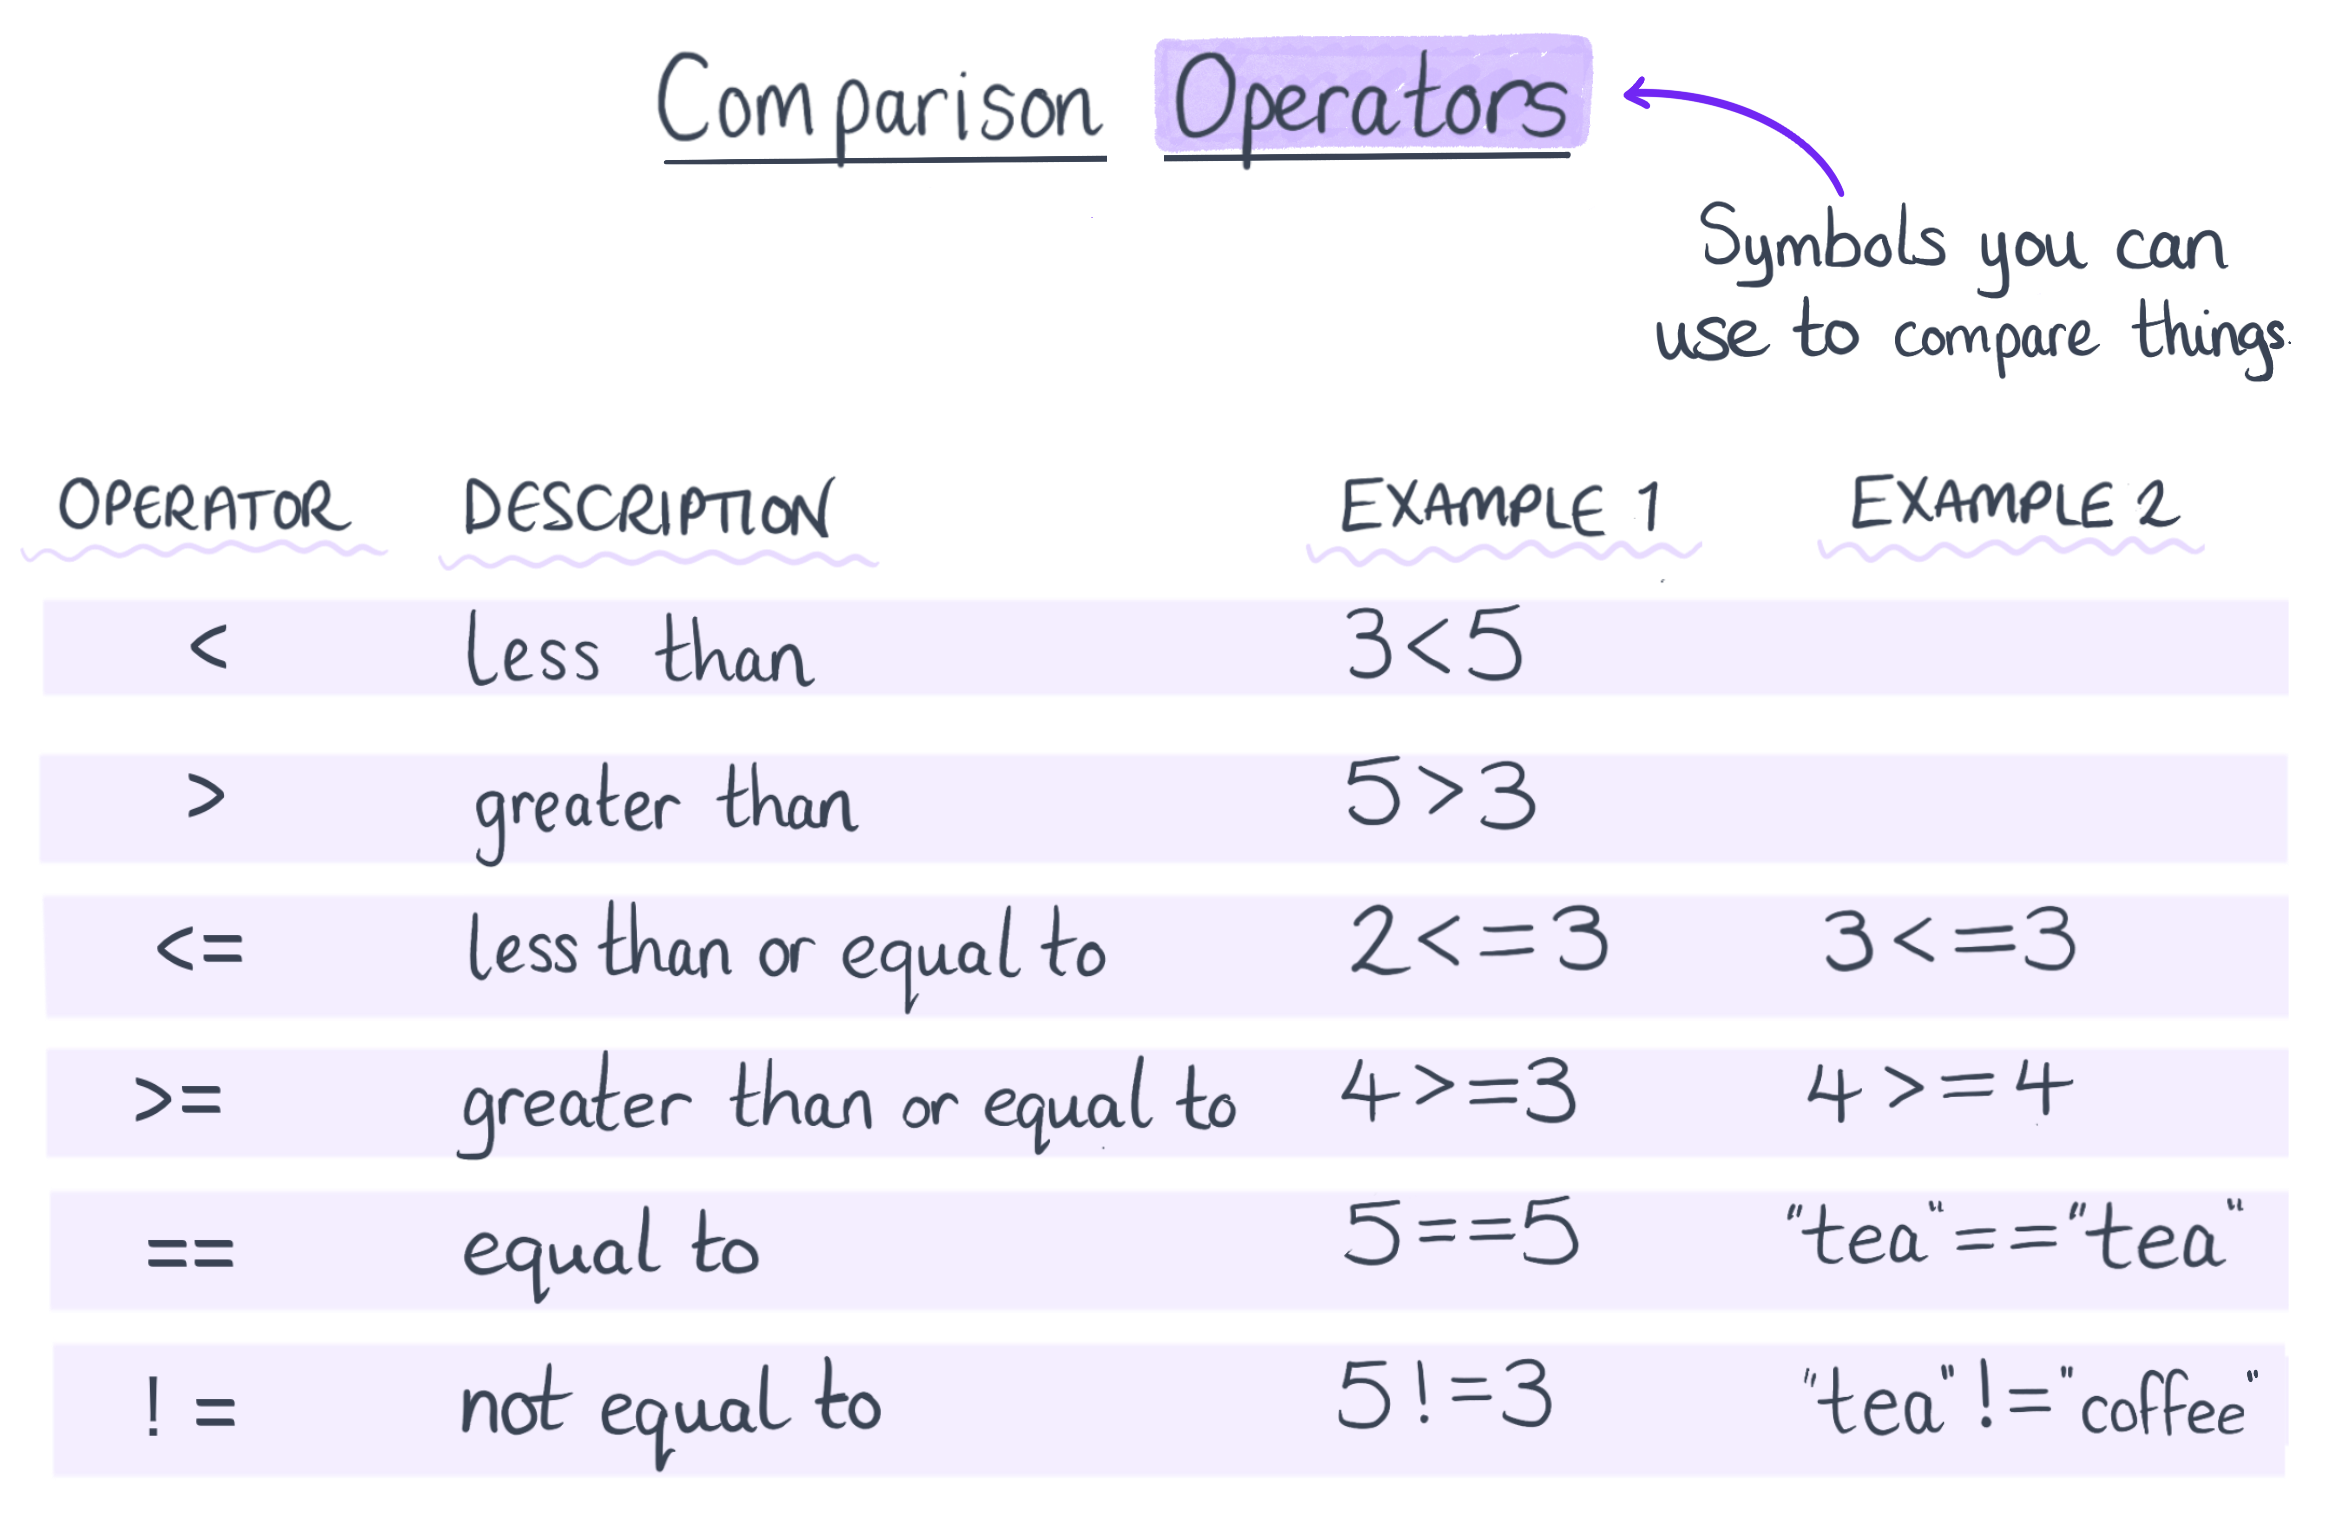 Comparison Operators
Symbols you can
use to compare things.
OPERATOR DESCRIPTION EXAMPLE 1 EXAMPLE 2
< less than 3<5
> greater than 5>3
<= less than or equal to 2<=3 3<=3
>= greater than or equal to 4>=3 4>=4
== equal to 5==5 "tea"=="tea"
!= not equal to 5!=3 "tea"!="coffee"